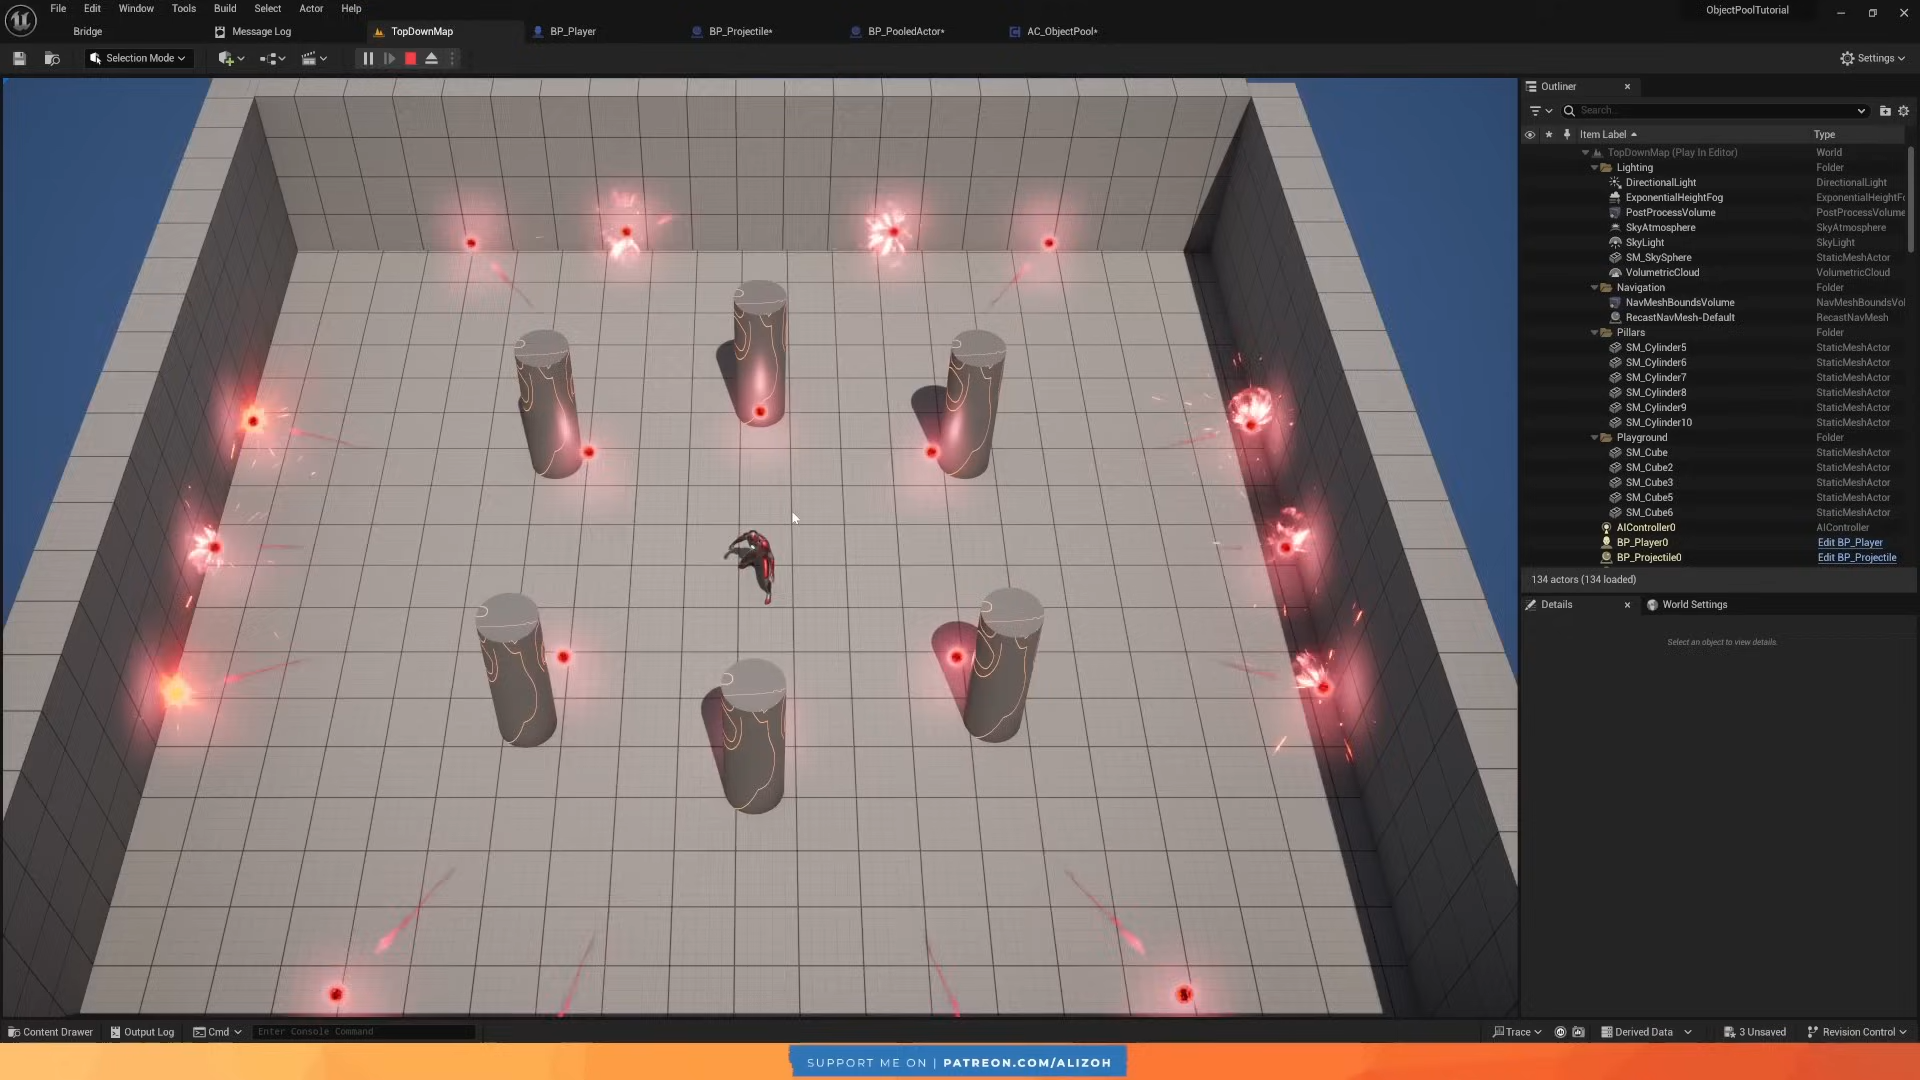 File Edit Window Tools Build Select Actor Help
ObjectPoolTutorial
Bridge Message Log TopDownMap BP_Player BP_Projectile* BP_PooledActor* AC_ObjectPool*
Selection Mode Settings
Outliner
Search...
Item Label Type
TopDownMap (Play In Editor) World
Lighting Folder
DirectionalLight DirectionalLight
ExponentialHeightFog ExponentialHeightFo
PostProcessVolume PostProcessVolume
SkyAtmosphere SkyAtmosphere
SkyLight SkyLight
SM_SkySphere StaticMeshActor
VolumetricCloud VolumetricCloud
Navigation Folder
NavMeshBoundsVolume NavMeshBoundsVol
RecastNavMesh-Default RecastNavMesh
Pillars Folder
SM_Cylinder5 StaticMeshActor
SM_Cylinder6 StaticMeshActor
SM_Cylinder7 StaticMeshActor
SM_Cylinder8 StaticMeshActor
SM_Cylinder9 StaticMeshActor
SM_Cylinder10 StaticMeshActor
Playground Folder
SM_Cube StaticMeshActor
SM_Cube2 StaticMeshActor
SM_Cube3 StaticMeshActor
SM_Cube5 StaticMeshActor
SM_Cube6 StaticMeshActor
AIController0 AIController
BP_Player0 Edit BP_Player
BP_Projectile0 Edit BP_Projectile
134 actors (134 loaded)
Details World Settings
Select an object to view details.
Content Drawer Output Log Cmd Enter Console Command Trace Derived Data 3 Unsaved Revision Control
SUPPORT ME ON | PATREON.COM/ALIZOH